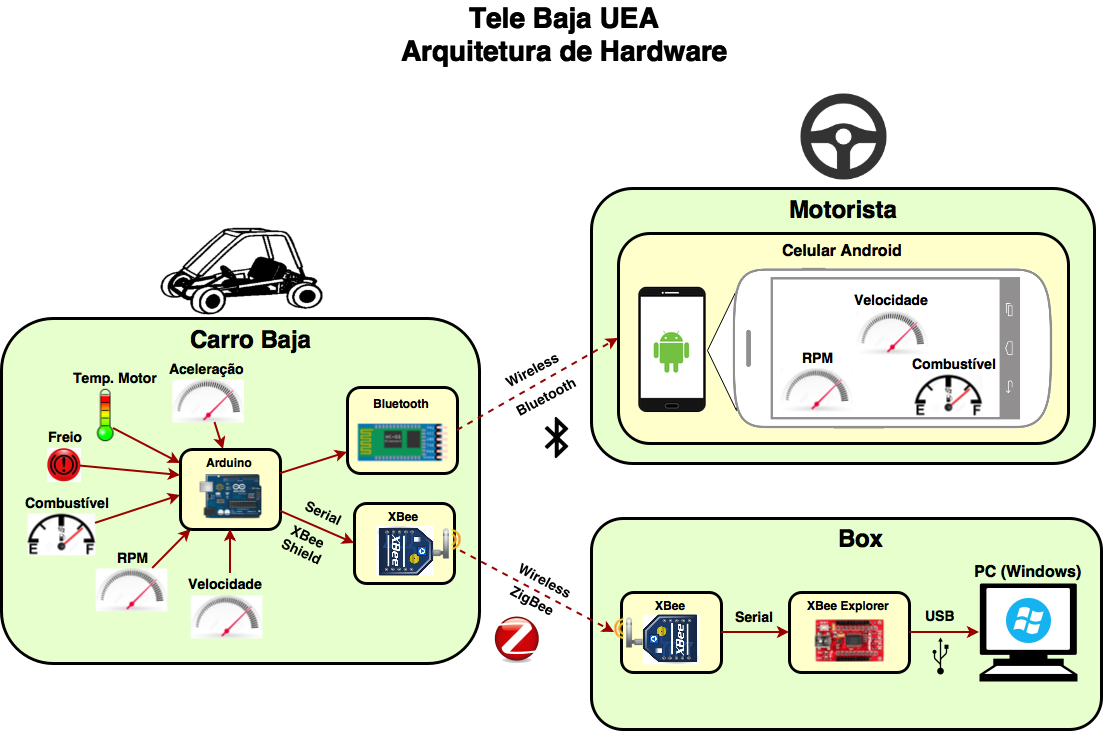 Tele Baja UEA
Arquitetura de Hardware
Carro Baja
Temp. Motor
Aceleração
Freio
Combustível
E
F
RPM
Velocidade
Arduino
Bluetooth
Serial
XBee
Shield
XBee
XBee
Wireless
Bluetooth
Wireless
ZigBee
Motorista
Celular Android
Velocidade
RPM
Combustível
E
F
Box
XBee
XBee
Serial
XBee Explorer
USB
PC (Windows)